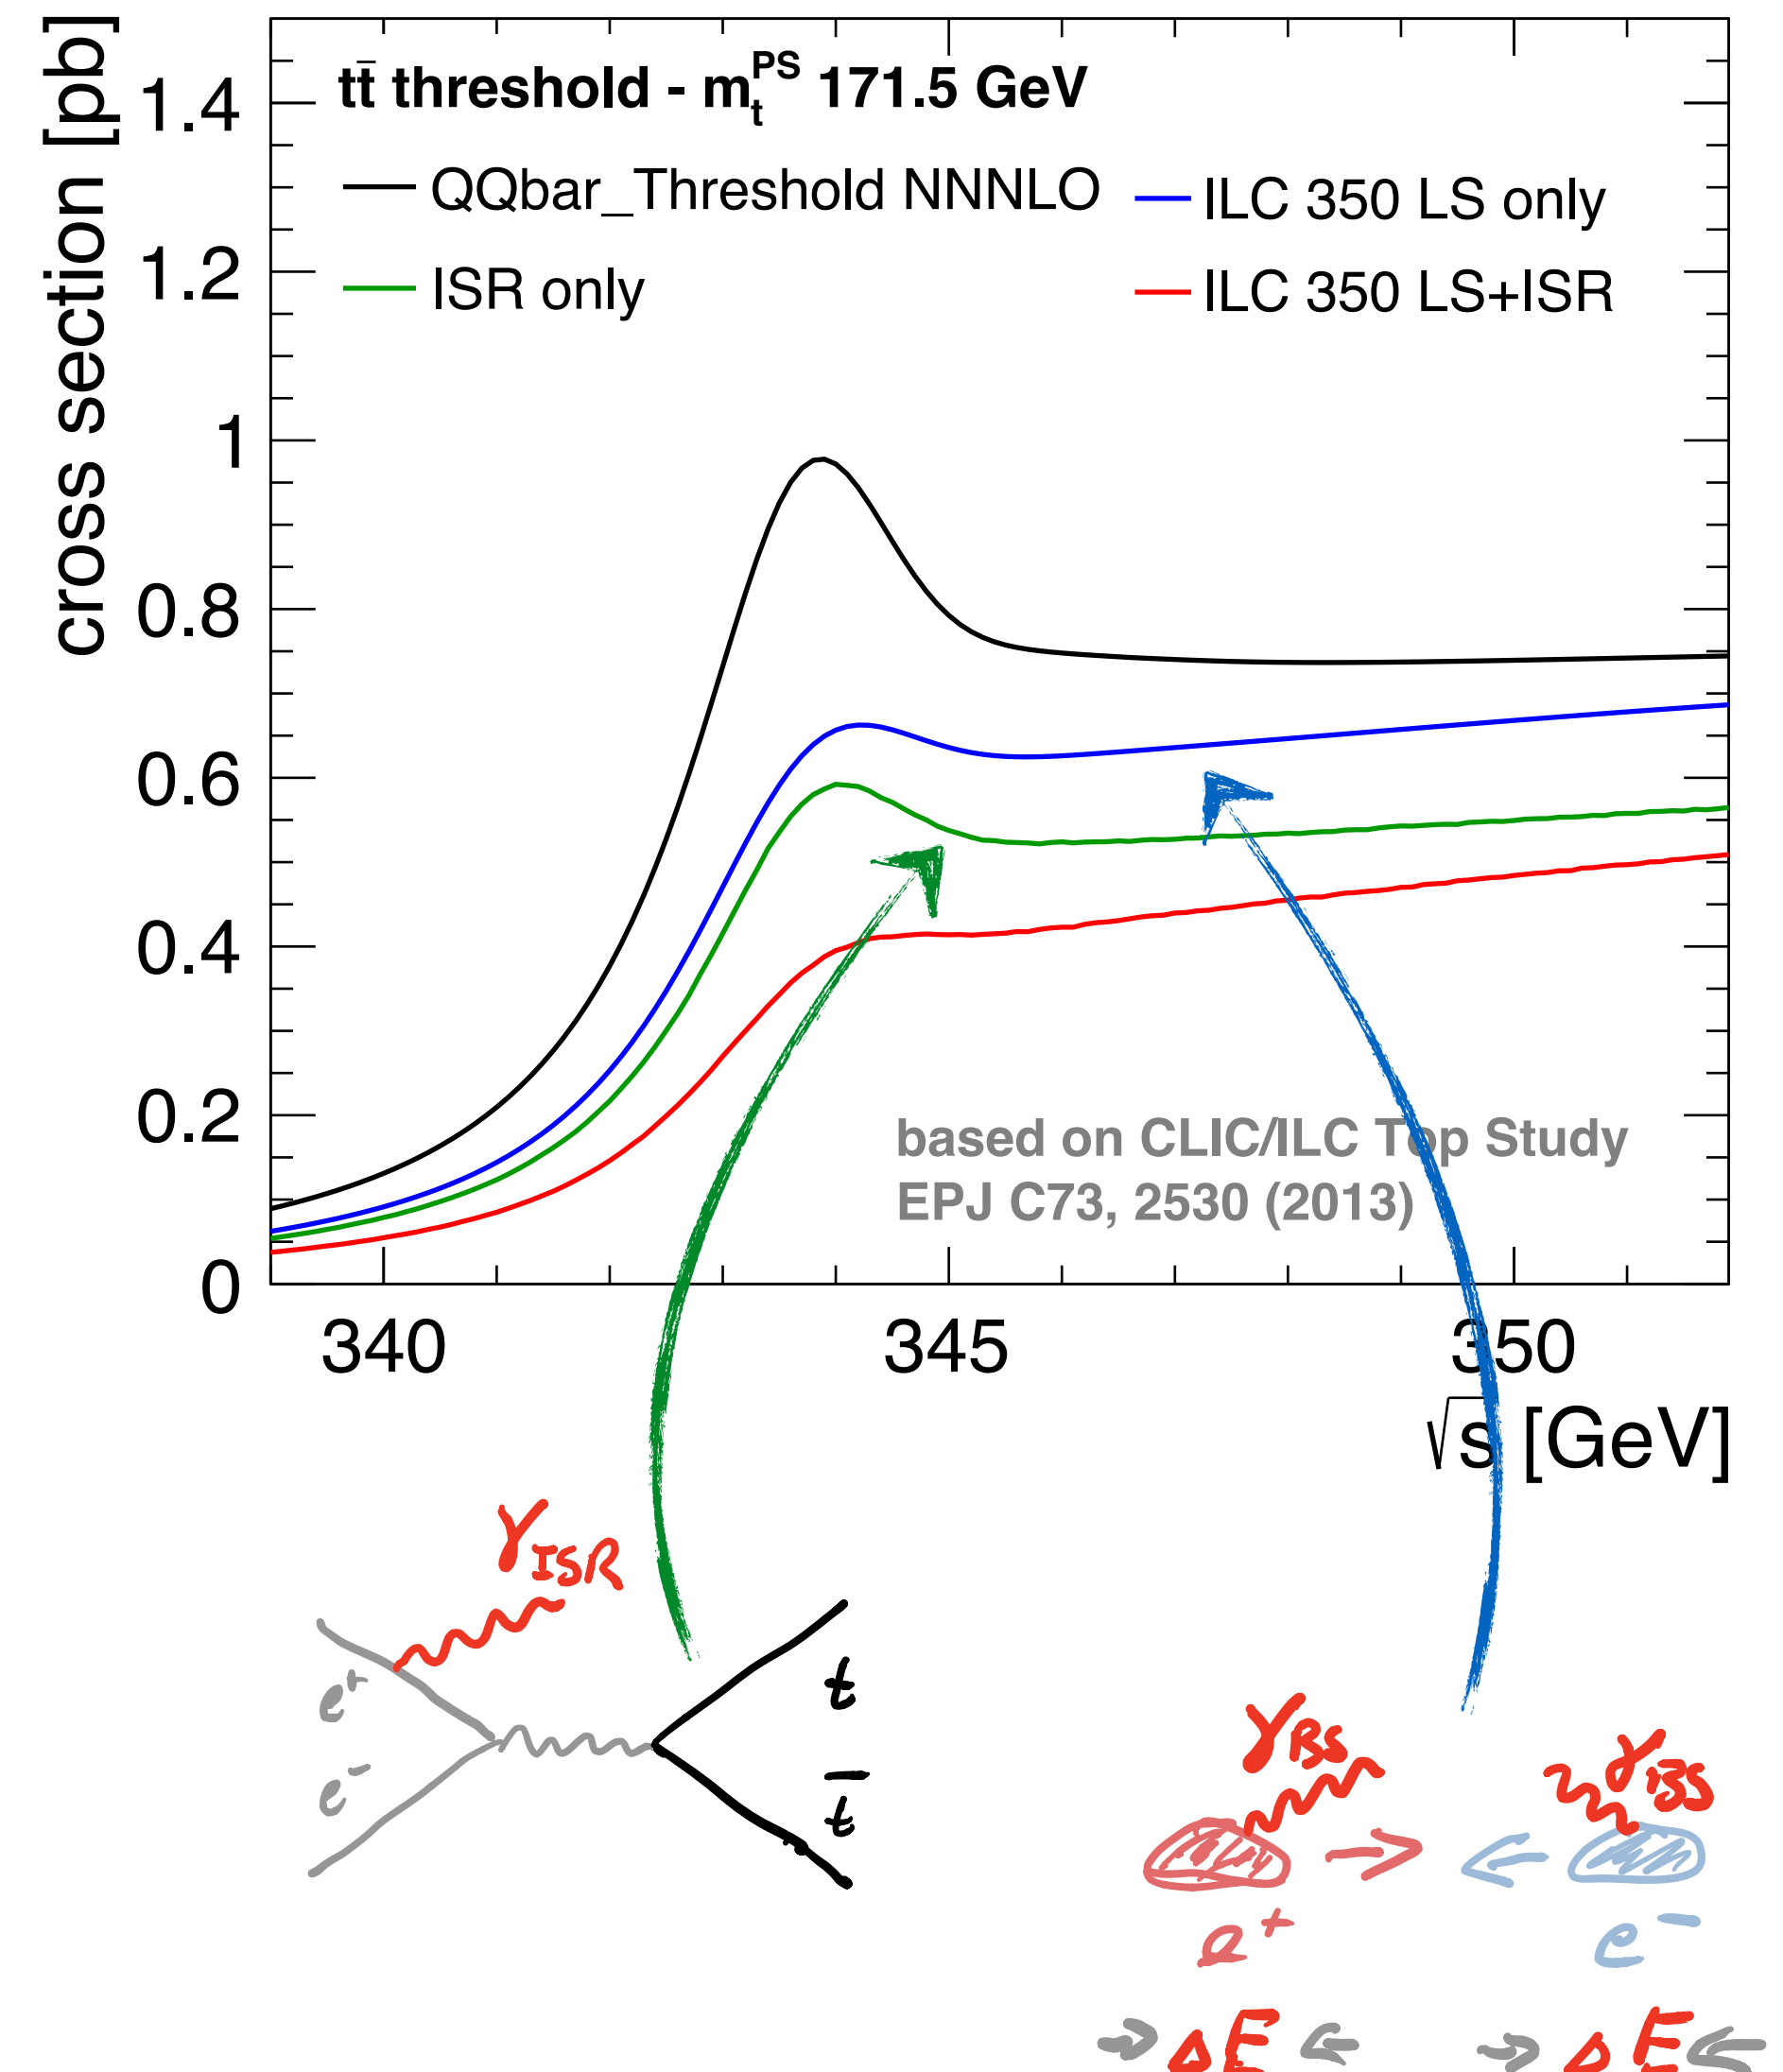 cross section [pb]
tt̄ threshold - m_t^PS 171.5 GeV
QQbar_Threshold NNNLO
ILC 350 LS only
ISR only
ILC 350 LS+ISR
1.4
1.2
1
0.8
0.6
0.4
0.2
0
based on CLIC/ILC Top Study
EPJ C73, 2530 (2013)
340
345
350
√s [GeV]
γ_ISR
e⁺
e⁻
t
t̄
γ_BS
γ_BS
e⁺
e⁻
→ ΔE ←
→ ΔE ←